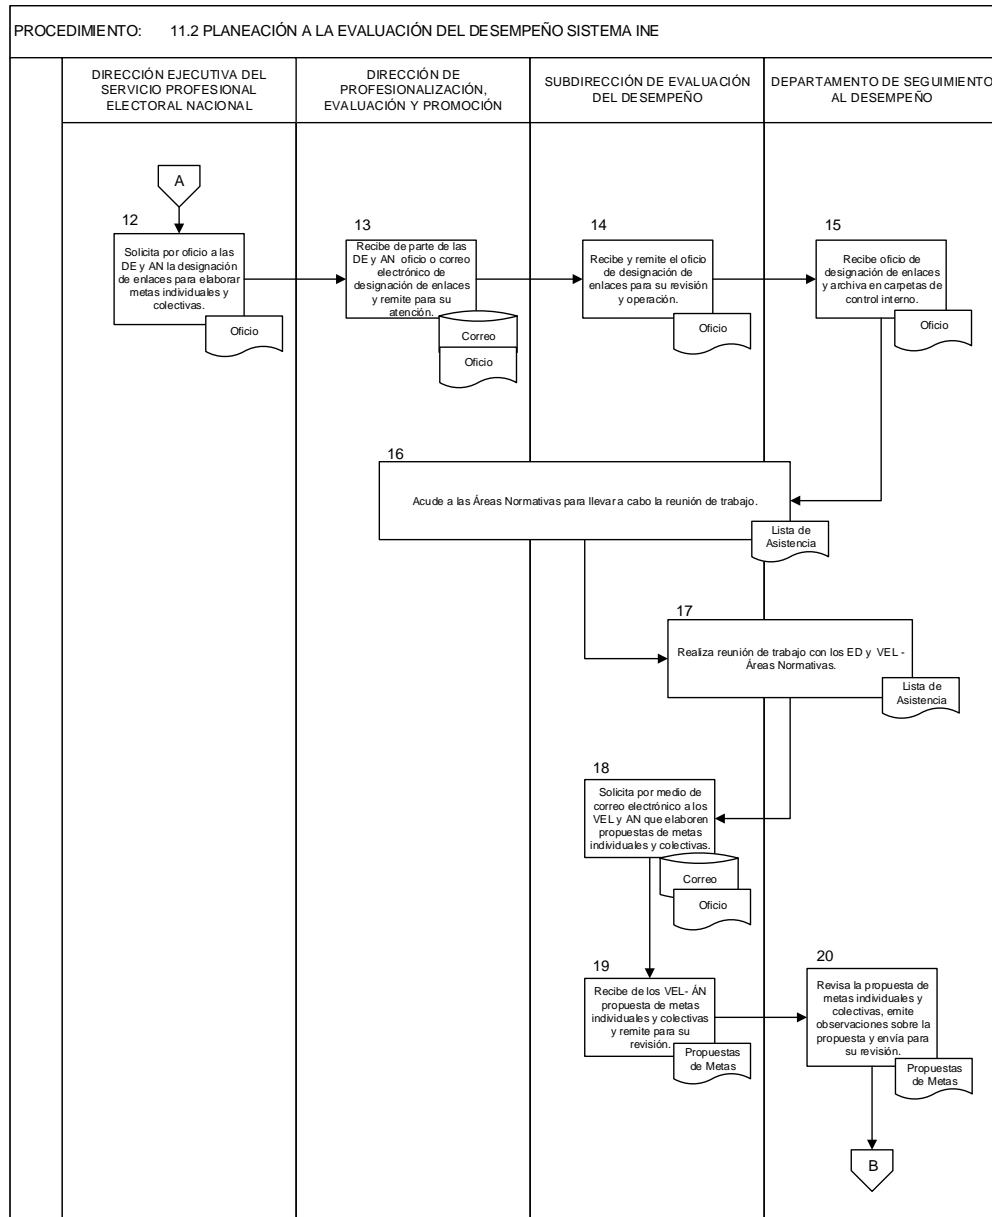 PROCEDIMIENTO: 11.2 PLANEACIÓN A LA EVALUACIÓN DEL DESEMPEÑO SISTEMA INE
DIRECCIÓN EJECUTIVA DEL
SERVICIO PROFESIONAL
ELECTORAL NACIONAL
DIRECCIÓN DE
PROFESIONALIZACIÓN,
EVALUACIÓN Y PROMOCIÓN
SUBDIRECCIÓN DE EVALUACIÓN
DEL DESEMPEÑO
DEPARTAMENTO DE SEGUIMIENTO
AL DESEMPEÑO
A
12
Solicita por oficio a las
DE y AN la designación
de enlaces para elaborar
metas individuales y
colectivas.
Oficio
13
Recibe de parte de las
DE y AN oficio o correo
electrónico de
designación de enlaces
y remite para su
atención.
Correo
Oficio
14
Recibe y remite el oficio
de designación de
enlaces para su revisión
y operación.
Oficio
15
Recibe oficio de
designación de enlaces
y archiva en carpetas de
control interno.
Oficio
16
Acude a las Áreas Normativas para llevar a cabo la reunión de trabajo.
Lista de
Asistencia
17
Realiza reunión de trabajo con los ED y VEL -
Áreas Normativas.
Lista de
Asistencia
18
Solicita por medio de
correo electrónico a los
VEL y AN que elaboren
propuestas de metas
individuales y colectivas.
Correo
Oficio
19
Recibe de los VEL- ÁN
propuesta de metas
individuales y colectivas
y remite para su
revisión.
Propuestas
de Metas
20
Revisa la propuesta de
metas individuales y
colectivas, emite
observaciones sobre la
propuesta y envía para
su revisión.
Propuestas
de Metas
B